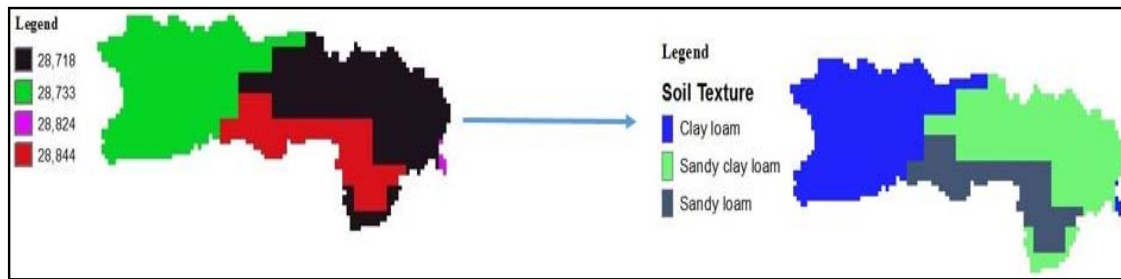 Legend
28,718
28,733
28,824
28,844
Legend
Soil Texture
Clay loam
Sandy clay loam
Sandy loam